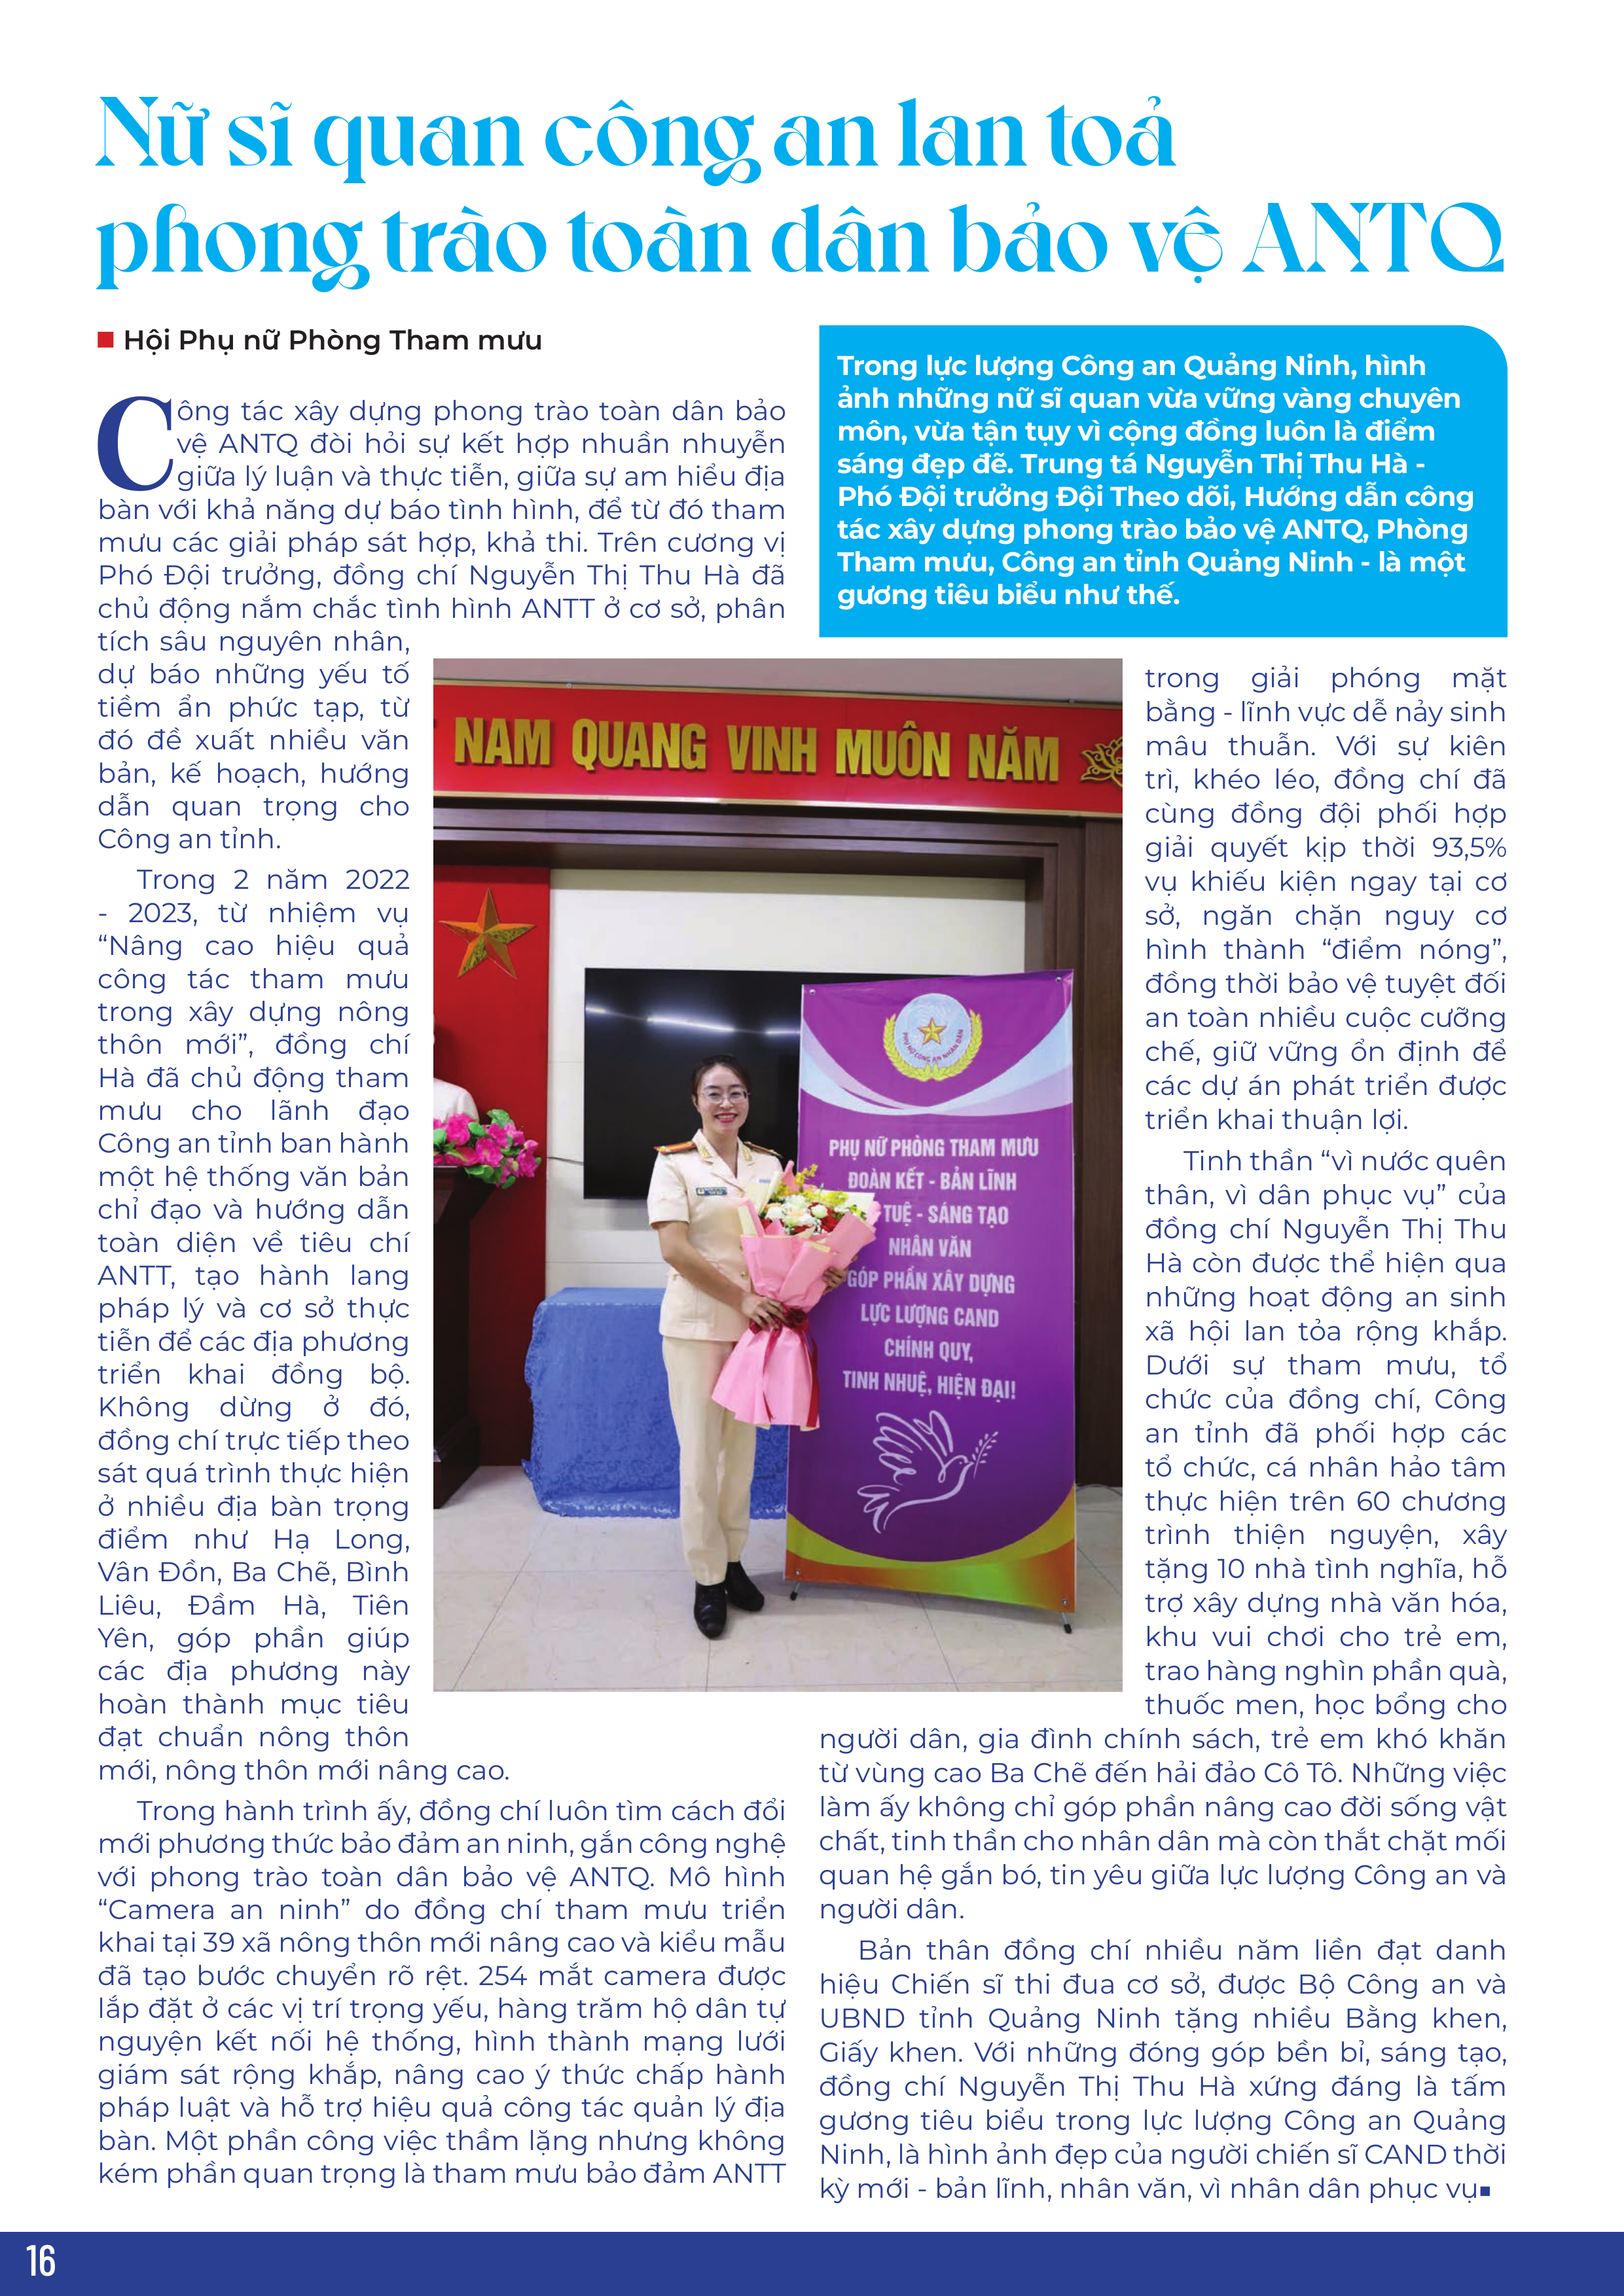 Nữ sĩ quan công an lan toả
phong trào toàn dân bảo vệ ANTQ
Hội Phụ nữ Phòng Tham mưu
Trong lực lượng Công an Quảng Ninh, hình
ảnh những nữ sĩ quan vừa vững vàng chuyên
môn, vừa tận tụy vì cộng đồng luôn là điểm
sáng đẹp đẽ. Trung tá Nguyễn Thị Thu Hà -
Phó Đội trưởng Đội Theo dõi, Hướng dẫn công
tác xây dựng phong trào bảo vệ ANTQ, Phòng
Tham mưu, Công an tỉnh Quảng Ninh - là một
gương tiêu biểu như thế.
Công tác xây dựng phong trào toàn dân bảo
vệ ANTQ đòi hỏi sự kết hợp nhuần nhuyễn
giữa lý luận và thực tiễn, giữa sự am hiểu địa
bàn với khả năng dự báo tình hình, để từ đó tham
mưu các giải pháp sát hợp, khả thi. Trên cương vị
Phó Đội trưởng, đồng chí Nguyễn Thị Thu Hà đã
chủ động nắm chắc tình hình ANTT ở cơ sở, phân
tích sâu nguyên nhân,
dự báo những yếu tố
tiềm ẩn phức tạp, từ
đó đề xuất nhiều văn
bản, kế hoạch, hướng
dẫn quan trọng cho
Công an tỉnh.
Trong 2 năm 2022
- 2023, từ nhiệm vụ
“Nâng cao hiệu quả
công tác tham mưu
trong xây dựng nông
thôn mới”, đồng chí
Hà đã chủ động tham
mưu cho lãnh đạo
Công an tỉnh ban hành
một hệ thống văn bản
chỉ đạo và hướng dẫn
toàn diện về tiêu chí
ANTT, tạo hành lang
pháp lý và cơ sở thực
tiễn để các địa phương
triển khai đồng bộ.
Không dừng ở đó,
đồng chí trực tiếp theo
sát quá trình thực hiện
ở nhiều địa bàn trọng
điểm như Hạ Long,
Vân Đồn, Ba Chẽ, Bình
Liêu, Đầm Hà, Tiên
Yên, góp phần giúp
các địa phương này
hoàn thành mục tiêu
đạt chuẩn nông thôn
mới, nông thôn mới nâng cao.
Trong hành trình ấy, đồng chí luôn tìm cách đổi
mới phương thức bảo đảm an ninh, gắn công nghệ
với phong trào toàn dân bảo vệ ANTQ. Mô hình
“Camera an ninh” do đồng chí tham mưu triển
khai tại 39 xã nông thôn mới nâng cao và kiểu mẫu
đã tạo bước chuyển rõ rệt. 254 mắt camera được
lắp đặt ở các vị trí trọng yếu, hàng trăm hộ dân tự
nguyện kết nối hệ thống, hình thành mạng lưới
giám sát rộng khắp, nâng cao ý thức chấp hành
pháp luật và hỗ trợ hiệu quả công tác quản lý địa
bàn. Một phần công việc thầm lặng nhưng không
kém phần quan trọng là tham mưu bảo đảm ANTT
NAM QUANG VINH MUÔN NĂM
PHỤ NỮ CÔNG AN NHÂN DÂN
PHỤ NỮ PHÒNG THAM MƯU
ĐOÀN KẾT - BẢN LĨNH
TUỆ - SÁNG TẠO
NHÂN VĂN
GÓP PHẦN XÂY DỰNG
LỰC LƯỢNG CAND
CHÍNH QUY,
TINH NHUỆ, HIỆN ĐẠI!
trong giải phóng mặt
bằng - lĩnh vực dễ nảy sinh
mâu thuẫn. Với sự kiên
trì, khéo léo, đồng chí đã
cùng đồng đội phối hợp
giải quyết kịp thời 93,5%
vụ khiếu kiện ngay tại cơ
sở, ngăn chặn nguy cơ
hình thành “điểm nóng”,
đồng thời bảo vệ tuyệt đối
an toàn nhiều cuộc cưỡng
chế, giữ vững ổn định để
các dự án phát triển được
triển khai thuận lợi.
Tinh thần “vì nước quên
thân, vì dân phục vụ” của
đồng chí Nguyễn Thị Thu
Hà còn được thể hiện qua
những hoạt động an sinh
xã hội lan tỏa rộng khắp.
Dưới sự tham mưu, tổ
chức của đồng chí, Công
an tỉnh đã phối hợp các
tổ chức, cá nhân hảo tâm
thực hiện trên 60 chương
trình thiện nguyện, xây
tặng 10 nhà tình nghĩa, hỗ
trợ xây dựng nhà văn hóa,
khu vui chơi cho trẻ em,
trao hàng nghìn phần quà,
thuốc men, học bổng cho
người dân, gia đình chính sách, trẻ em khó khăn
từ vùng cao Ba Chẽ đến hải đảo Cô Tô. Những việc
làm ấy không chỉ góp phần nâng cao đời sống vật
chất, tinh thần cho nhân dân mà còn thắt chặt mối
quan hệ gắn bó, tin yêu giữa lực lượng Công an và
người dân.
Bản thân đồng chí nhiều năm liền đạt danh
hiệu Chiến sĩ thi đua cơ sở, được Bộ Công an và
UBND tỉnh Quảng Ninh tặng nhiều Bằng khen,
Giấy khen. Với những đóng góp bền bỉ, sáng tạo,
đồng chí Nguyễn Thị Thu Hà xứng đáng là tấm
gương tiêu biểu trong lực lượng Công an Quảng
Ninh, là hình ảnh đẹp của người chiến sĩ CAND thời
kỳ mới - bản lĩnh, nhân văn, vì nhân dân phục vụ
16